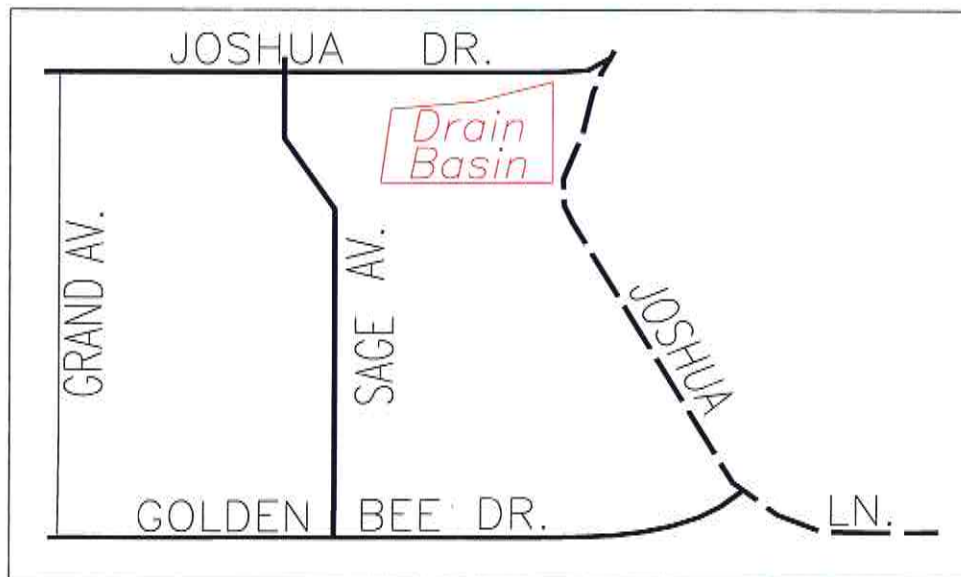 JOSHUA DR.
Drain
Basin
GRAND AV.
SAGE AV.
JOSHUA
LN.
GOLDEN BEE DR.